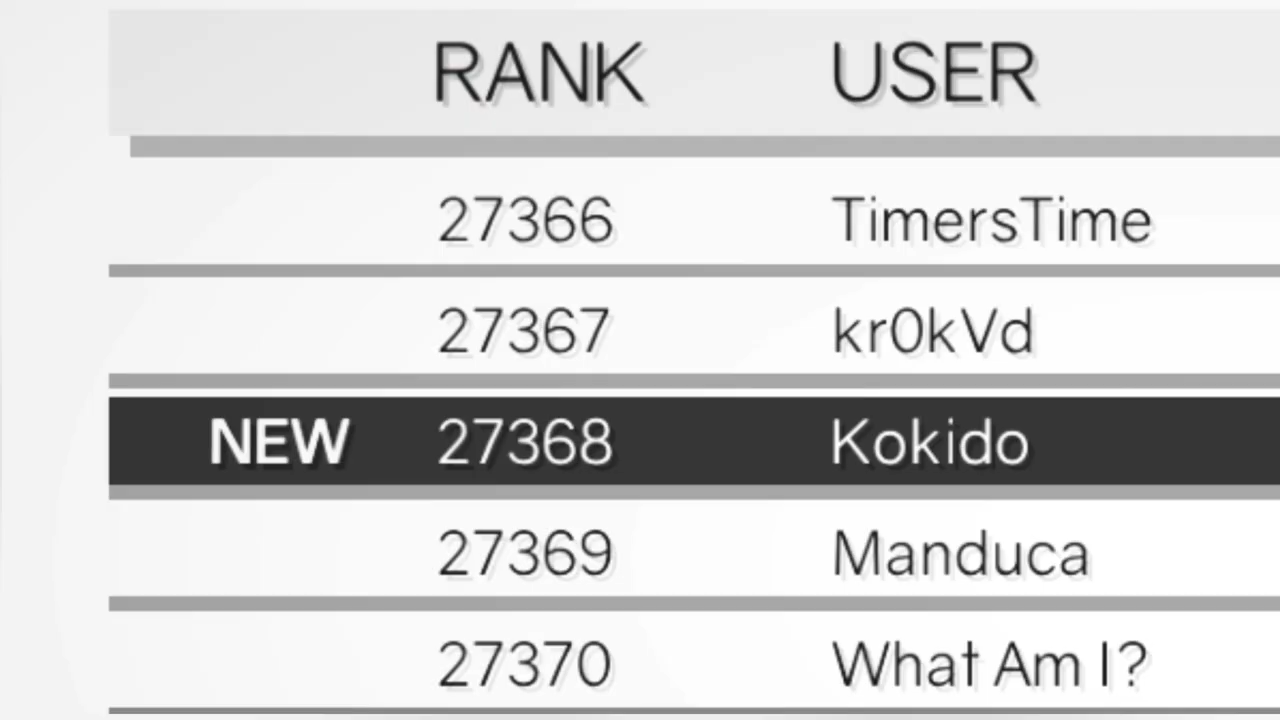 RANK USER
27366 TimersTime
27367 kr0kVd
NEW 27368 Kokido
27369 Manduca
27370 What Am I?